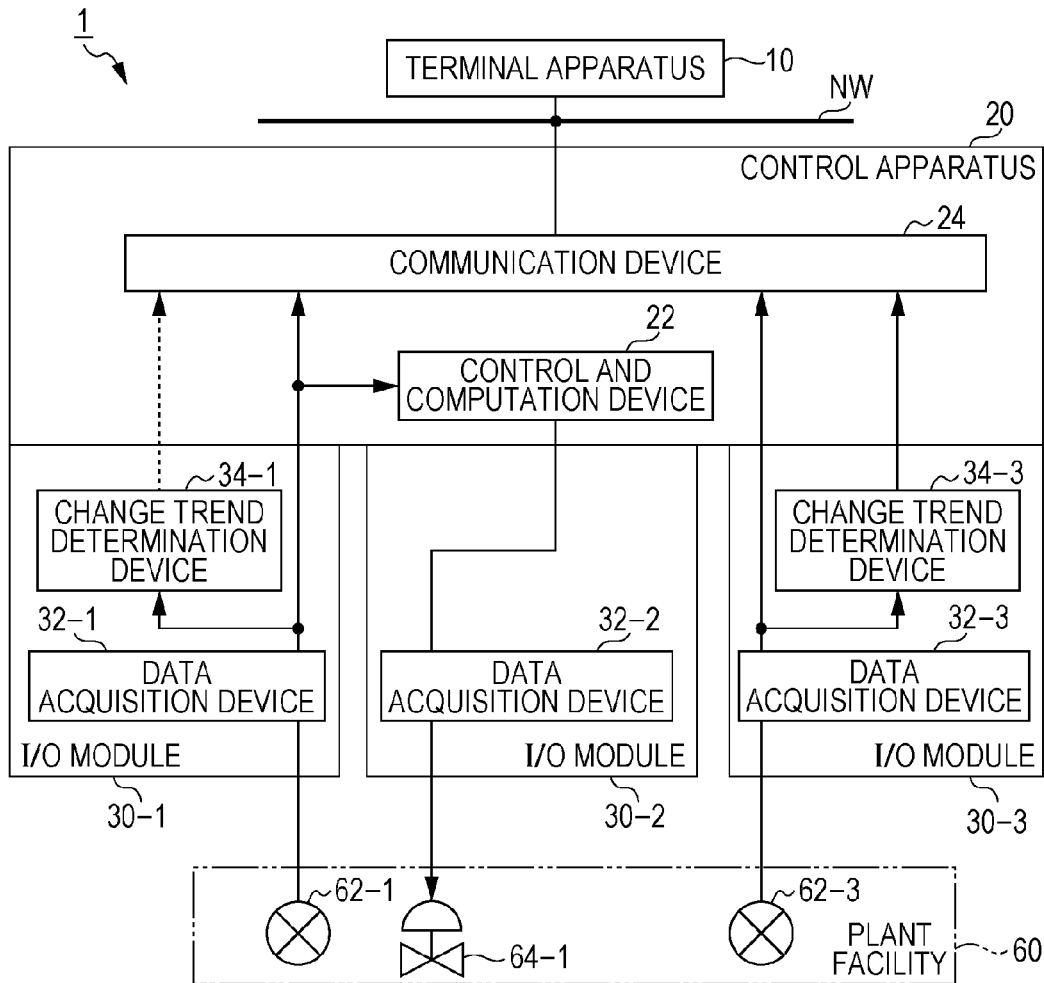 1
TERMINAL APPARATUS
10
NW
20
CONTROL APPARATUS
24
COMMUNICATION DEVICE
22
CONTROL AND
COMPUTATION DEVICE
34-1
CHANGE TREND
DETERMINATION
DEVICE
34-3
CHANGE TREND
DETERMINATION
DEVICE
32-1
DATA
ACQUISITION DEVICE
32-2
DATA
ACQUISITION DEVICE
32-3
DATA
ACQUISITION DEVICE
I/O MODULE
I/O MODULE
I/O MODULE
30-1
30-2
30-3
62-1
64-1
62-3
PLANT
FACILITY
60